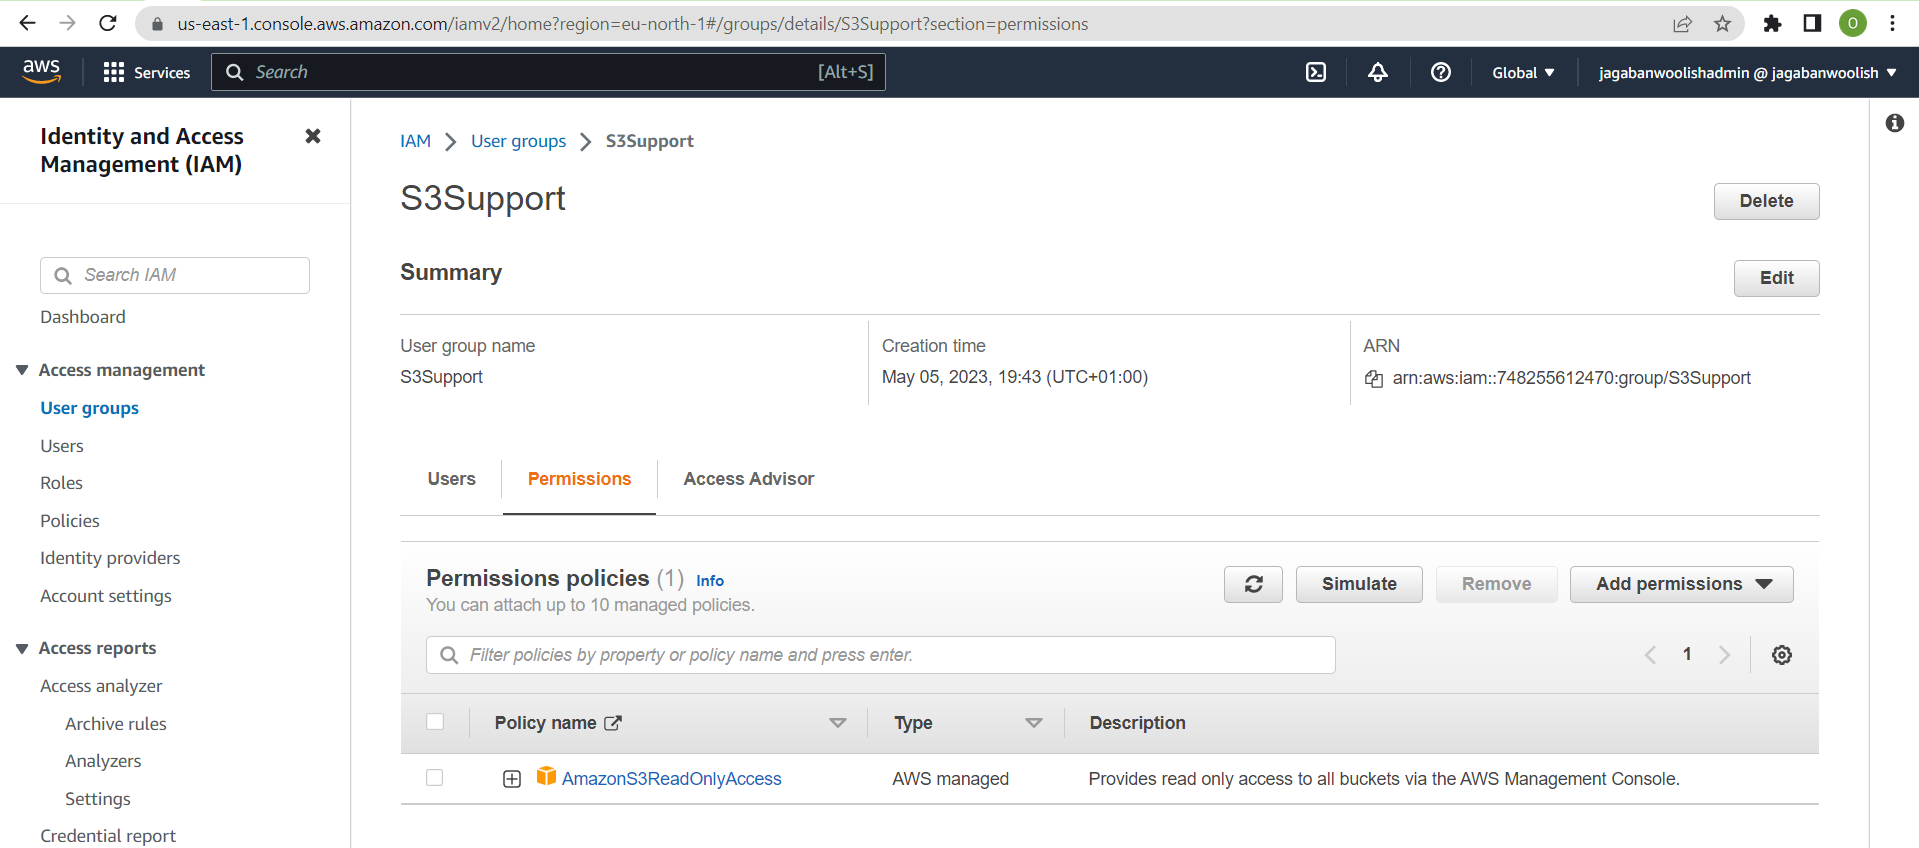 us-east-1.console.aws.amazon.com/iamv2/home?region=eu-north-1#/groups/details/S3Support?section=permissions
O
aws
Services
Search
[Alt+S]
Global
jagabanwoolishadmin @ jagabanwoolish
Identity and Access
Management (IAM)
Search IAM
Dashboard
Access management
User groups
Users
Roles
Policies
Identity providers
Account settings
Access reports
Access analyzer
Archive rules
Analyzers
Settings
Credential report
IAM
User groups
S3Support
S3Support
Delete
Summary
Edit
User group name
S3Support
Creation time
May 05, 2023, 19:43 (UTC+01:00)
ARN
arn:aws:iam::748255612470:group/S3Support
Users
Permissions
Access Advisor
Permissions policies (1) Info
You can attach up to 10 managed policies.
Simulate
Remove
Add permissions
Filter policies by property or policy name and press enter.
1
Policy name
Type
Description
AmazonS3ReadOnlyAccess
AWS managed
Provides read only access to all buckets via the AWS Management Console.